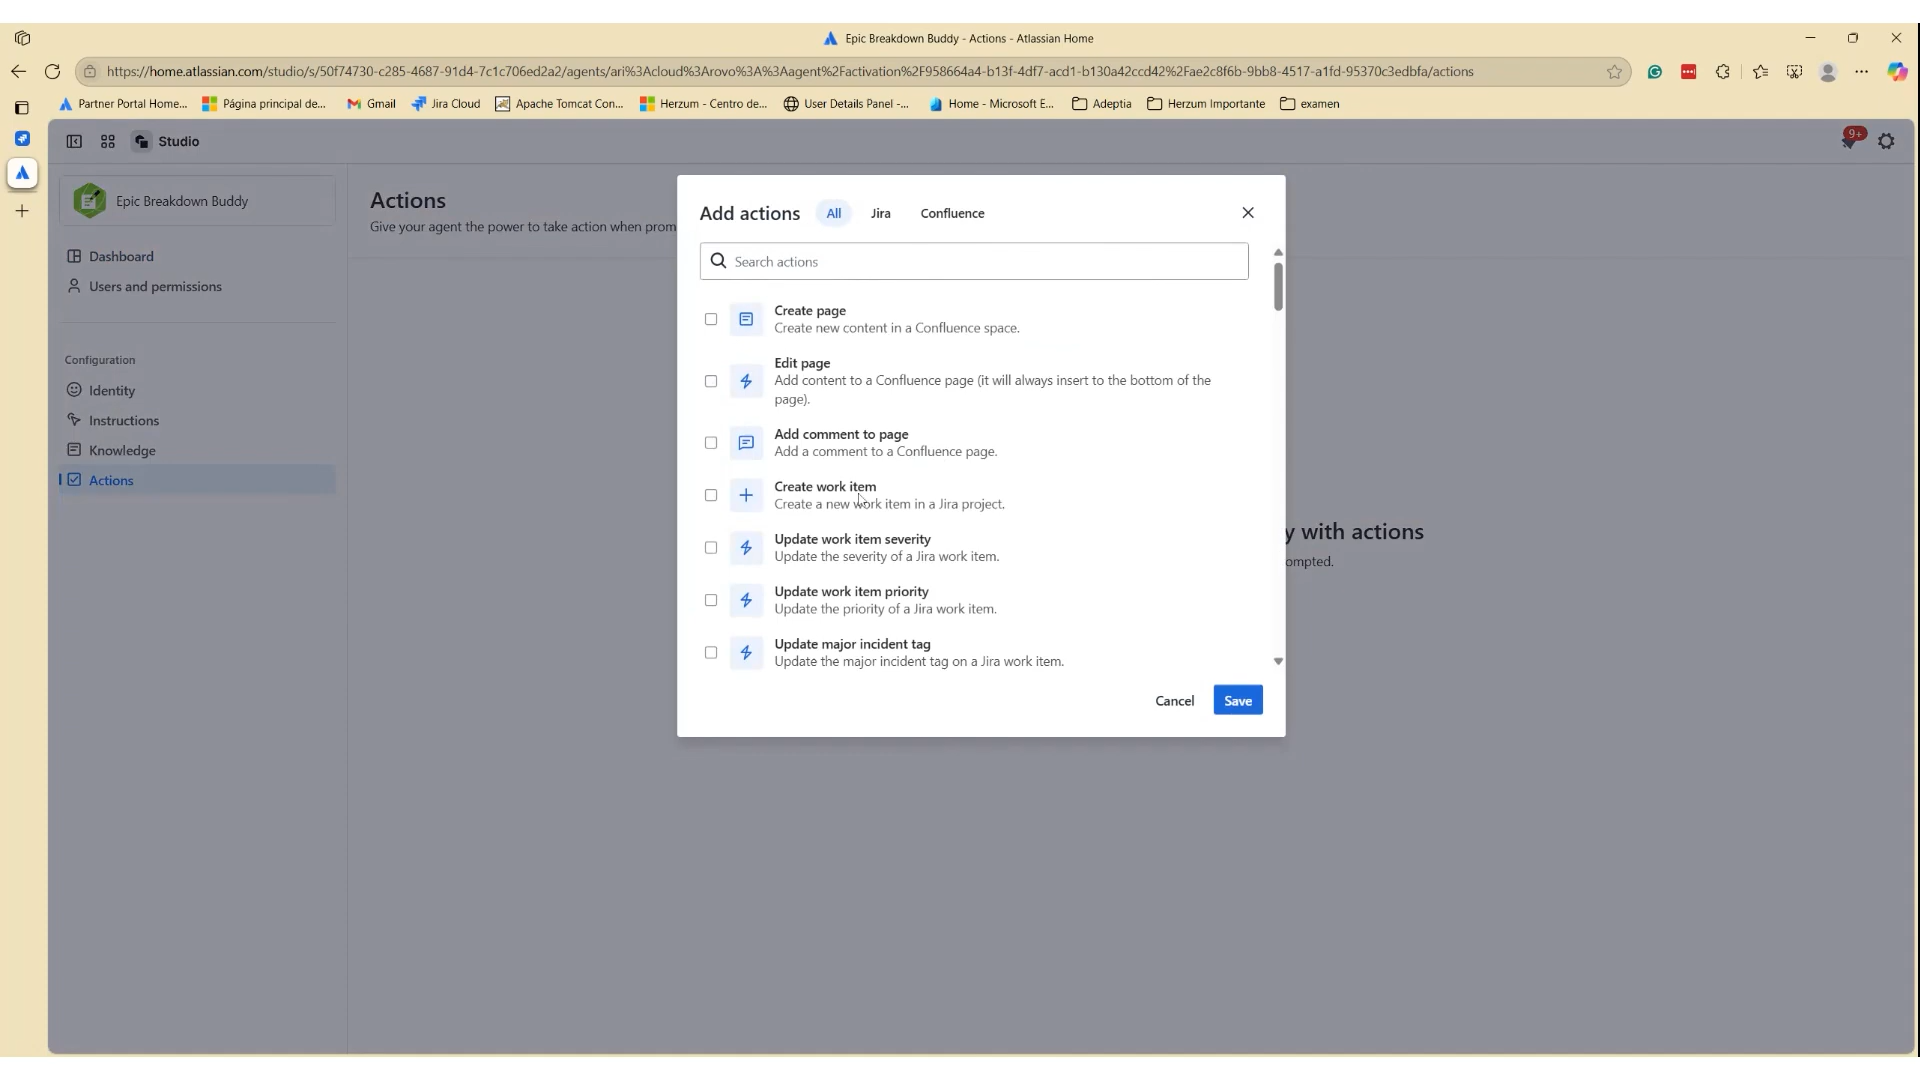 Epic Breakdown Buddy - Actions - Atlassian Home
https://home.atlassian.com/studio/s/50f74730-c285-4687-91d4-7c1c706ed2a2/agents/ari%3Acloud%3Arovo%3A%3Aagent%2Factivation%2F958664a4-b13f-4df7-acd1-b130a42ccd42%2Fae2c8f6b-9bb8-4517-a1fd-95370c3edbfa/actions
Partner Portal Home...
Página principal de...
Gmail
Jira Cloud
Apache Tomcat Con...
Herzum - Centro de...
User Details Panel -...
Home - Microsoft E...
Adeptia
Herzum Importante
examen
Studio
9+
Epic Breakdown Buddy
Dashboard
Users and permissions
Configuration
Identity
Instructions
Knowledge
Actions
Actions
Give your agent the power to take action when prom
y with actions
ompted.
Add actions
All
Jira
Confluence
Search actions
Create page
Create new content in a Confluence space.
Edit page
Add content to a Confluence page (it will always insert to the bottom of the
page).
Add comment to page
Add a comment to a Confluence page.
Create work item
Create a new work item in a Jira project.
Update work item severity
Update the severity of a Jira work item.
Update work item priority
Update the priority of a Jira work item.
Update major incident tag
Update the major incident tag on a Jira work item.
Cancel
Save